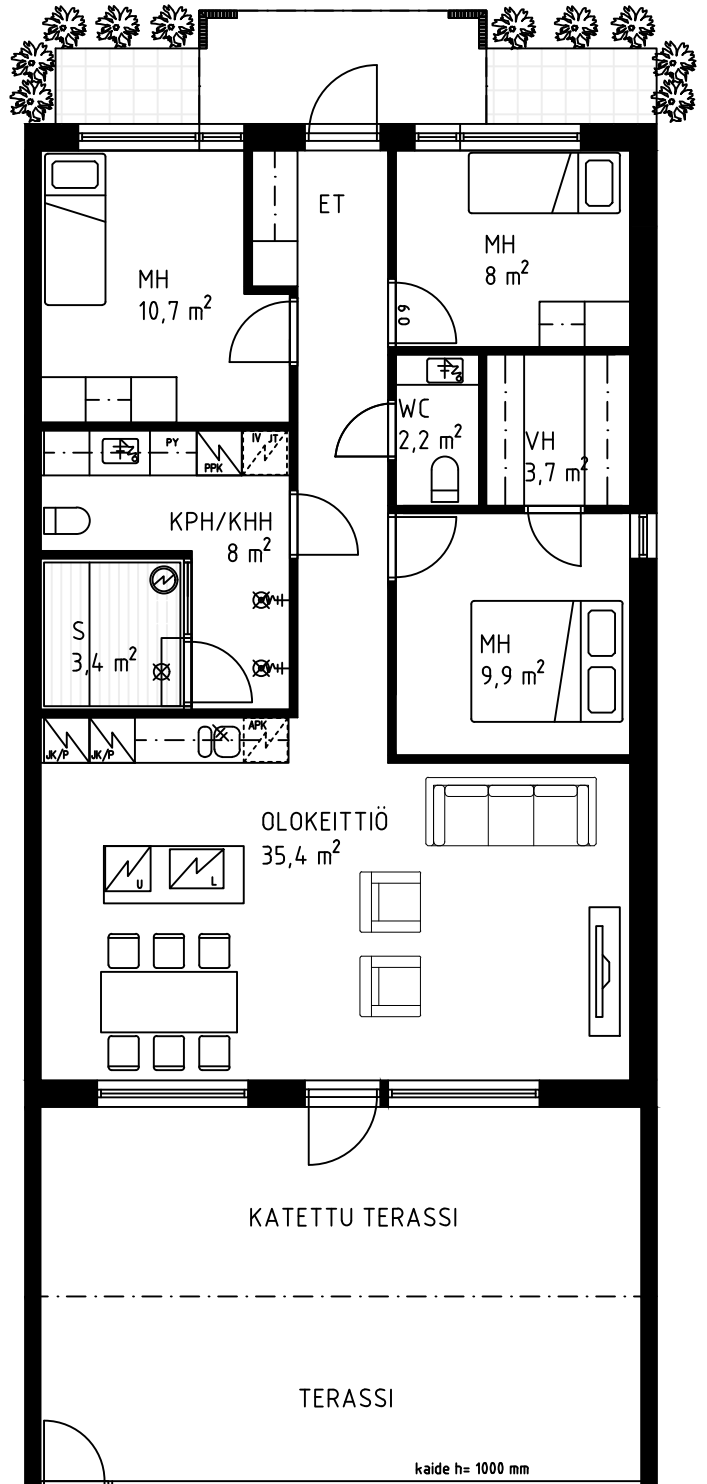 ET
MH
8 m²
MH
10,7 m²
60
WC
2,2 m²
VH
3,7 m²
PY
PPK
IV JT
KPH/KHH
8 m²
S
3,4 m²
MH
9,9 m²
JK/P
JK/P
APK
OLOKEITTIÖ
35,4 m²
U
L
KATETTU TERASSI
TERASSI
kaide h= 1000 mm